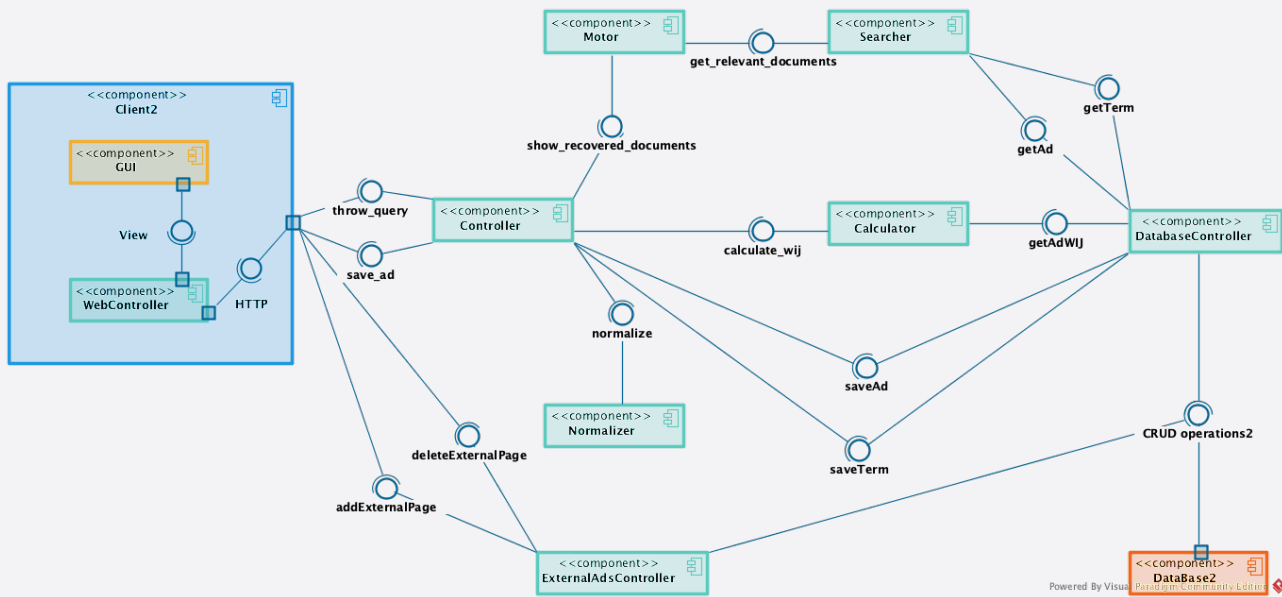 <<component>>
Motor
<<component>>
Searcher
get_relevant_documents
<<component>>
Client2
getTerm
<<component>>
GUI
show_recovered_documents
getAd
throw_query
<<component>>
Controller
<<component>>
Calculator
<<component>>
DatabaseController
View
calculate_wij
getAdWIJ
save_ad
<<component>>
WebController
HTTP
normalize
saveAd
<<component>>
Normalizer
CRUD operations2
deleteExternalPage
saveTerm
addExternalPage
<<component>>
ExternalAdsController
<<component>>
DataBase2
Powered By Visual Paradigm Community Edition